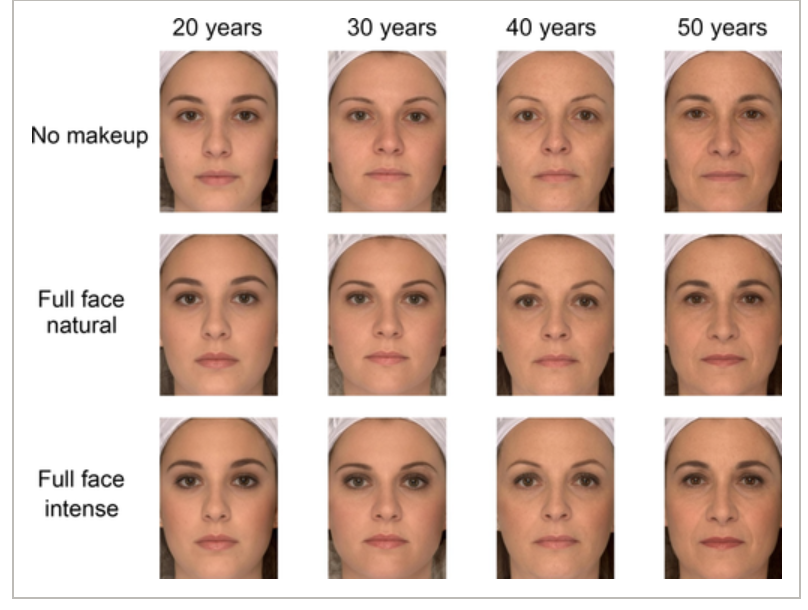 20 years
30 years
40 years
50 years
No makeup
Full face
natural
Full face
intense